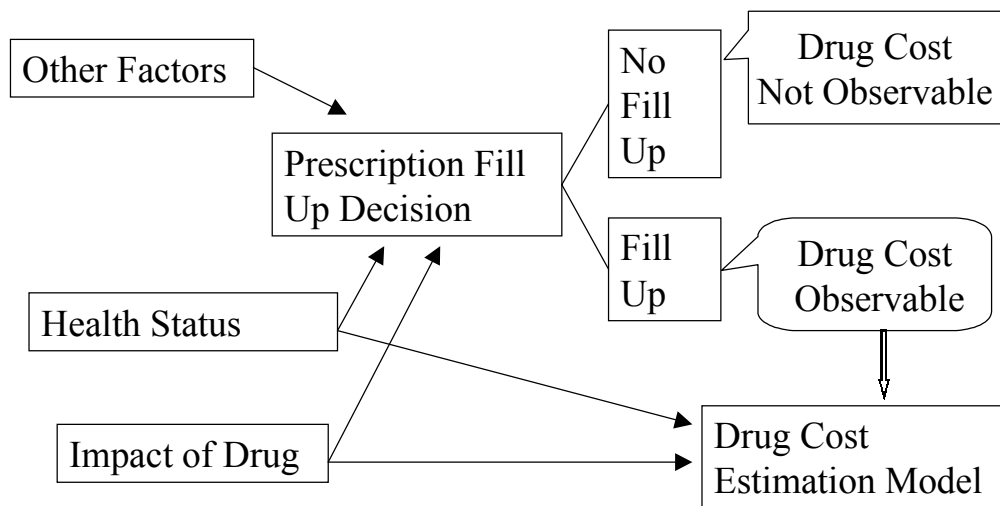 Other Factors
No
Fill
Up
Drug Cost
Not Observable
Prescription Fill
Up Decision
Fill
Up
Drug Cost
Observable
Health Status
Impact of Drug
Drug Cost
Estimation Model